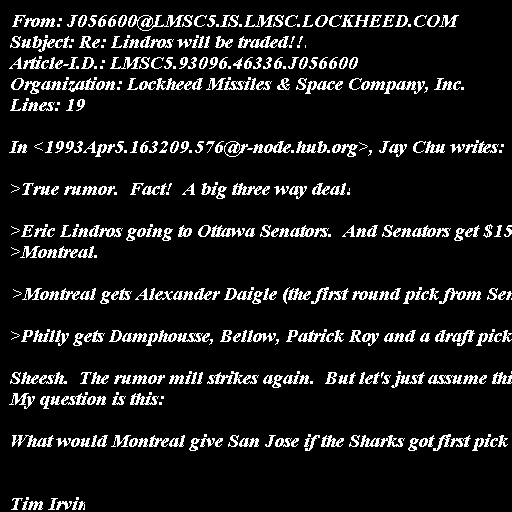 From: J056600@LMSC5.IS.LMSC.LOCKHEED.COM
Subject: Re: Lindros will be traded!!.
Article-I.D.: LMSC5.93096.46336.J056600
Organization: Lockheed Missiles & Space Company, Inc.
Lines: 19
In <1993Apr5.163209.576@r-node.hub.org>, Jay Chu writes:
>True rumor.  Fact!  A big three way deal.
>Eric Lindros going to Ottawa Senators.  And Senators get $15
>Montreal.
>Montreal gets Alexander Daigle (the first round pick from Sen
>Philly gets Damphousse, Bellow, Patrick Roy and a draft pick
Sheesh.  The rumor mill strikes again.  But let's just assume thi
My question is this:
What would Montreal give San Jose if the Sharks got first pick
Tim Irvin